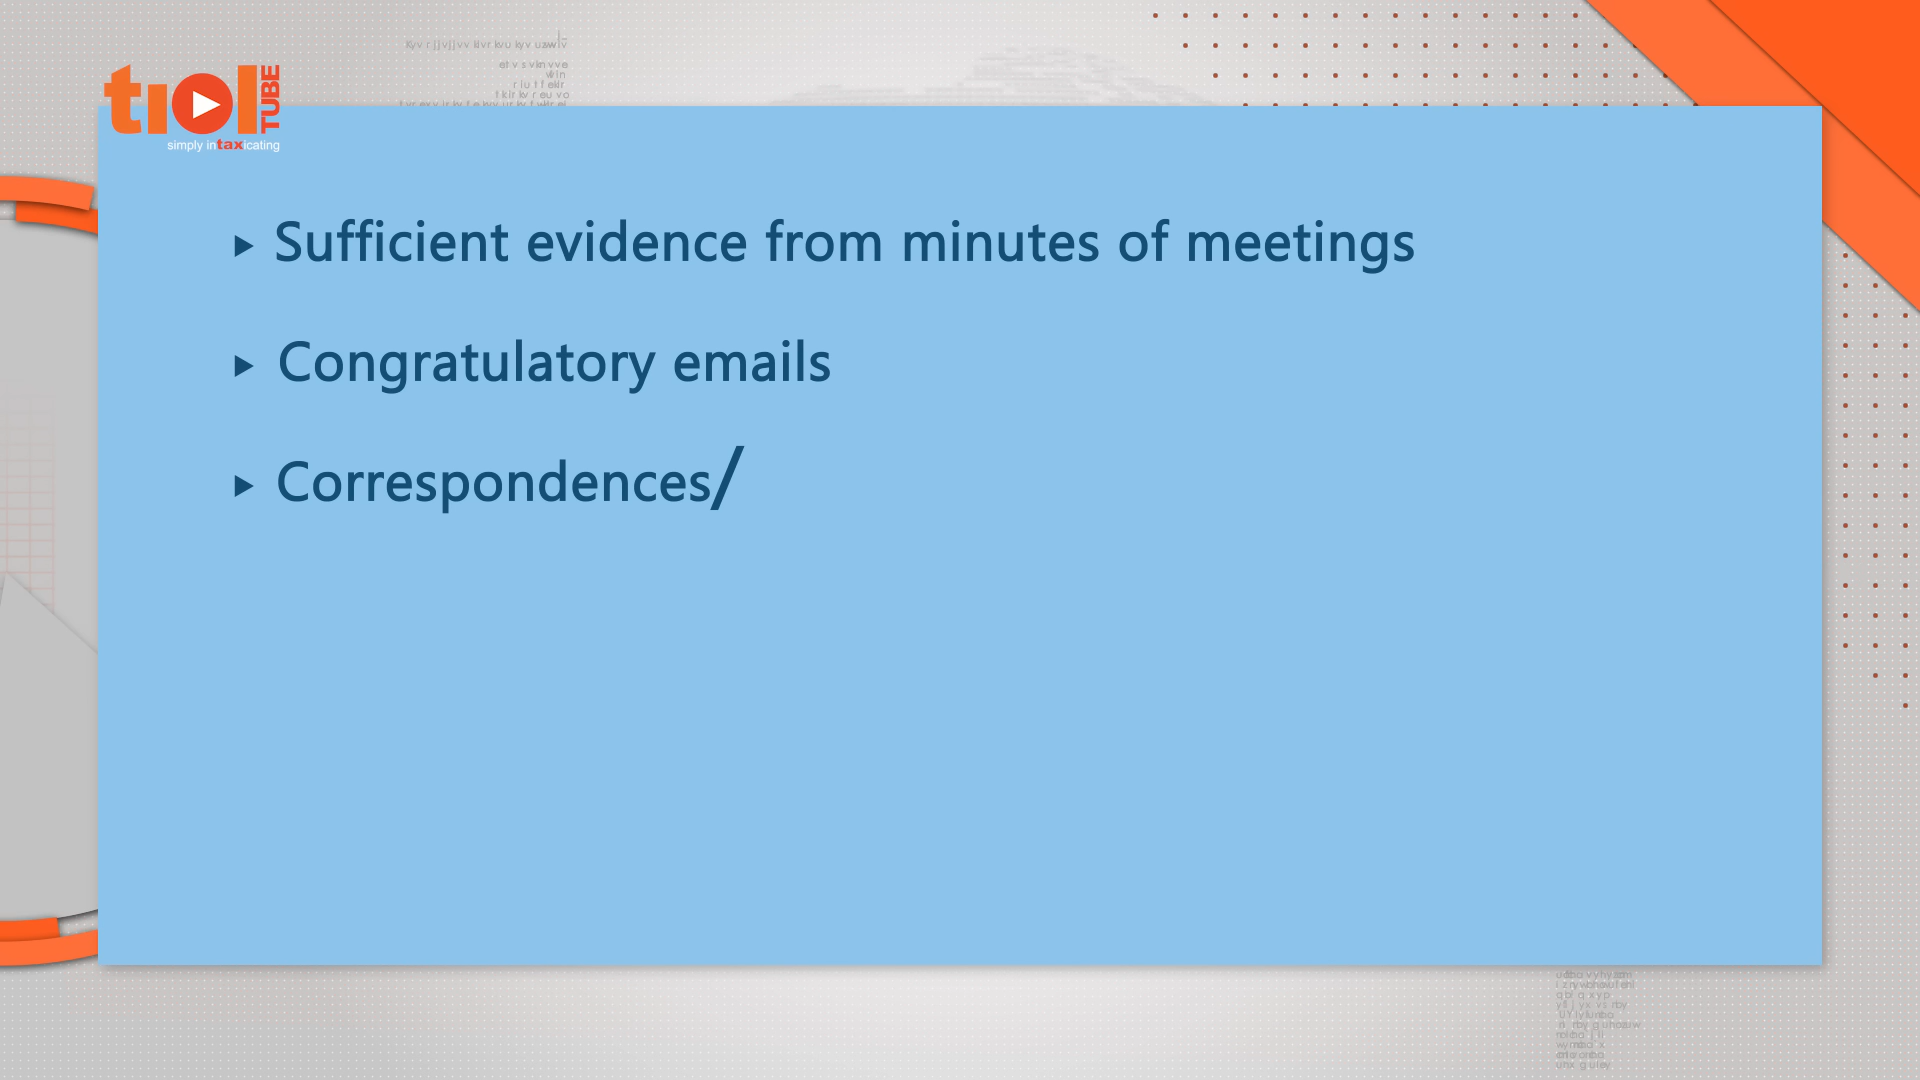 tiol TUBE
simply intaxicating
▸ Sufficient evidence from minutes of meetings
▸ Congratulatory emails
▸ Correspondences/